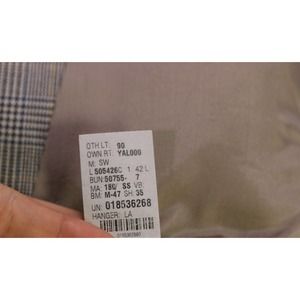 OTH LT: 90
OWN RT: YAL000
M: SW
L S05426C 1 42 L
BUN: 50755- 7
MA: 180/ SS VB:
BM: M-47 SH: 35
UN: 018536268
HANGER: LA